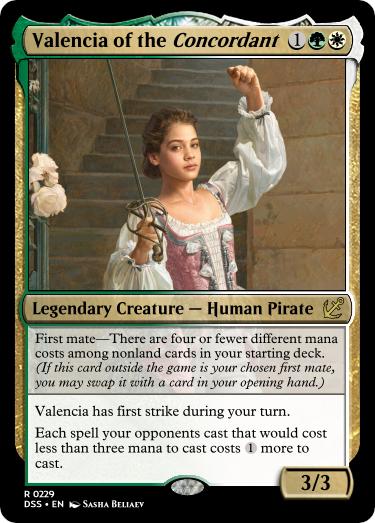 Valencia of the Concordant 1
Legendary Creature — Human Pirate
First mate—There are four or fewer different mana
costs among nonland cards in your starting deck.
(If this card outside the game is your chosen first mate,
you may swap it with a card in your opening hand.)
Valencia has first strike during your turn.
Each spell your opponents cast that would cost
less than three mana to cast costs 1 more to
cast.
3/3
R 0229
DSS • EN Sasha Beliaev